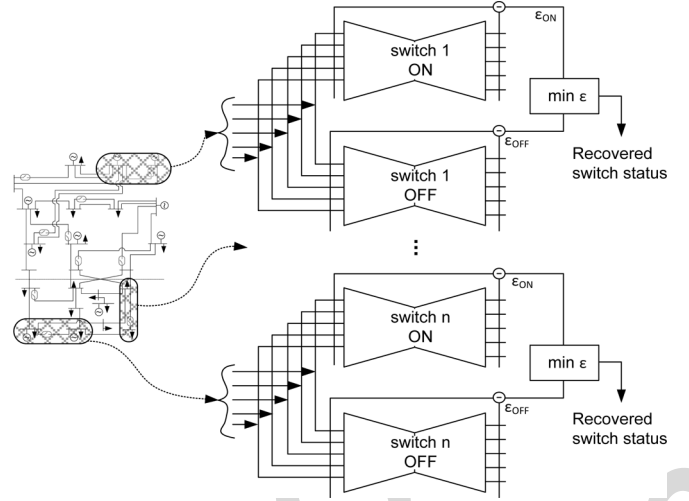 switch 1
ON
εON
min ε
Recovered
switch status
switch 1
OFF
εOFF
...
switch n
ON
εON
min ε
Recovered
switch status
switch n
OFF
εOFF